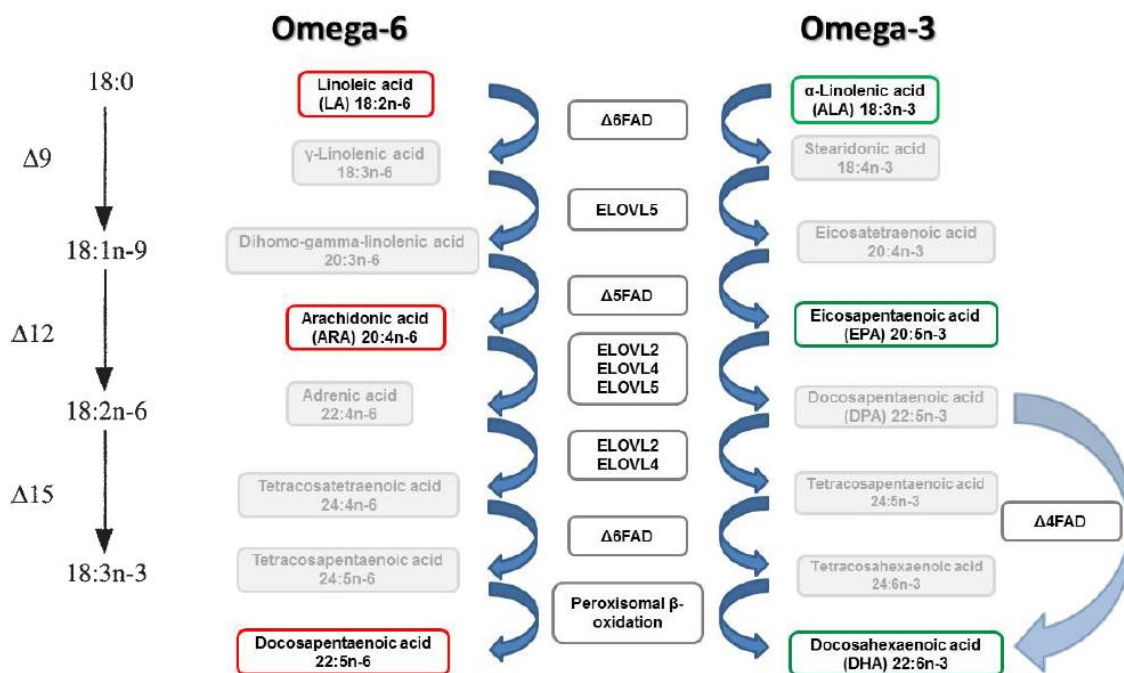 Omega-6
Omega-3
18:0
Δ9
18:1n-9
Δ12
18:2n-6
Δ15
18:3n-3
Linoleic acid
(LA) 18:2n-6
γ-Linolenic acid
18:3n-6
Dihomo-gamma-linolenic acid
20:3n-6
Arachidonic acid
(ARA) 20:4n-6
Adrenic acid
22:4n-6
Tetracosatetraenoic acid
24:4n-6
Tetracosapentaenoic acid
24:5n-6
Docosapentaenoic acid
22:5n-6
Δ6FAD
ELOVL5
Δ5FAD
ELOVL2
ELOVL4
ELOVL5
ELOVL2
ELOVL4
Δ6FAD
Peroxisomal β-
oxidation
α-Linolenic acid
(ALA) 18:3n-3
Stearidonic acid
18:4n-3
Eicosatetraenoic acid
20:4n-3
Eicosapentaenoic acid
(EPA) 20:5n-3
Docosapentaenoic acid
(DPA) 22:5n-3
Tetracosapentaenoic acid
24:5n-3
Tetracosahexaenoic acid
24:6n-3
Docosahexaenoic acid
(DHA) 22:6n-3
Δ4FAD